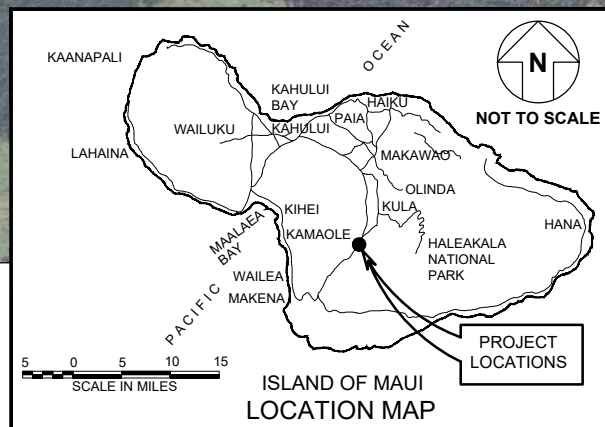 OCEAN
N
NOT TO SCALE
KAANAPALI
KAHULUI
BAY
HAIKU
PAIA
WAILUKU
KAHULUI
LAHAINA
MAKAWAO
OLINDA
KULA
HANA
MAALAEA
BAY
KIHEI
KAMAOLE
HALEAKALA
NATIONAL
PARK
WAILEA
MAKENA
PACIFIC
PROJECT
LOCATIONS
5 0 5 10 15
SCALE IN MILES
ISLAND OF MAUI
LOCATION MAP